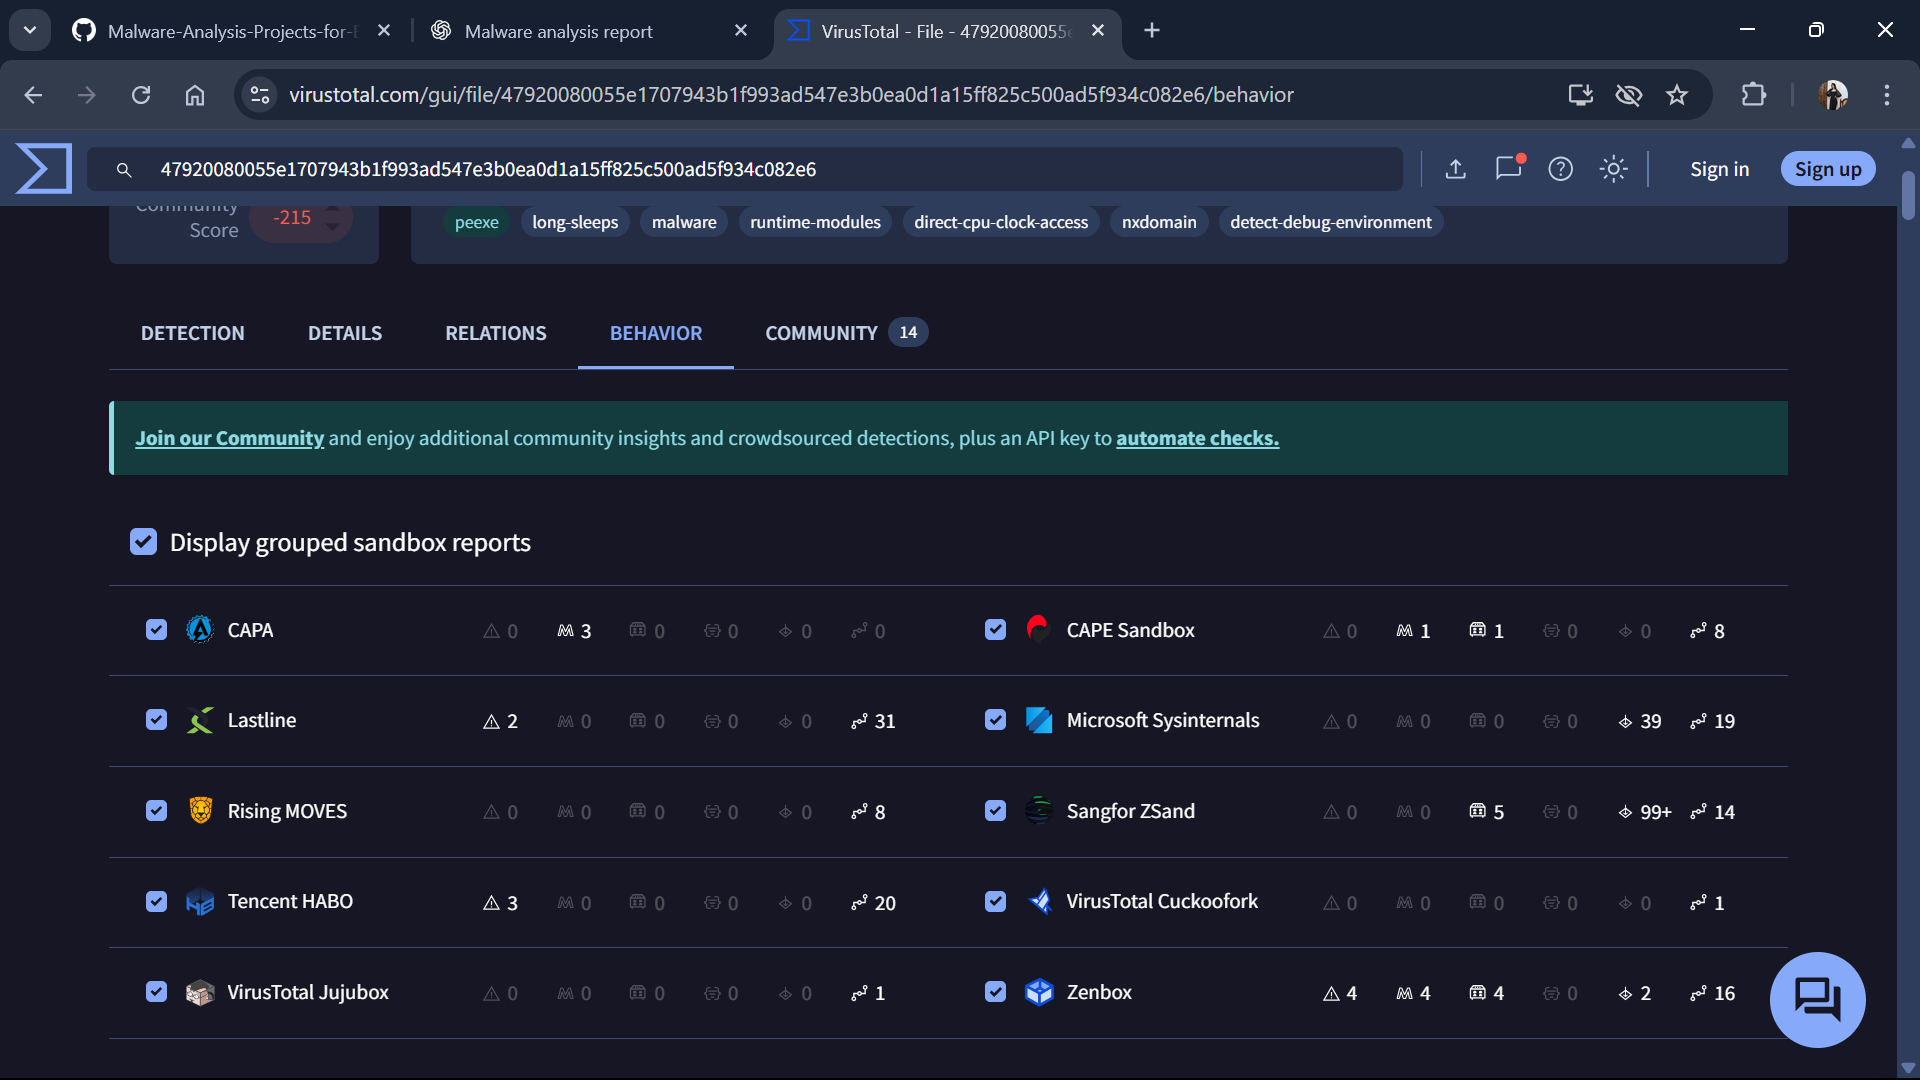 Malware-Analysis-Projects-for-
Malware analysis report
VirusTotal - File - 47920080055
virustotal.com/gui/file/47920080055e1707943b1f993ad547e3b0ea0d1a15ff825c500ad5f934c082e6/behavior
47920080055e1707943b1f993ad547e3b0ea0d1a15ff825c500ad5f934c082e6
Sign in
Sign up
Community
Score
-215
peexe
long-sleeps
malware
runtime-modules
direct-cpu-clock-access
nxdomain
detect-debug-environment
DETECTION
DETAILS
RELATIONS
BEHAVIOR
COMMUNITY
14
Join our Community and enjoy additional community insights and crowdsourced detections, plus an API key to automate checks.
Display grouped sandbox reports
CAPA 0 3 0 0 0 0
CAPE Sandbox 0 1 1 0 0 8
Lastline 2 0 0 0 0 31
Microsoft Sysinternals 0 0 0 0 39 19
Rising MOVES 0 0 0 0 0 8
Sangfor ZSand 0 0 5 0 99+ 14
Tencent HABO 3 0 0 0 0 20
VirusTotal Cuckoofork 0 0 0 0 0 1
VirusTotal Jujubox 0 0 0 0 0 1
Zenbox 4 4 4 0 2 16